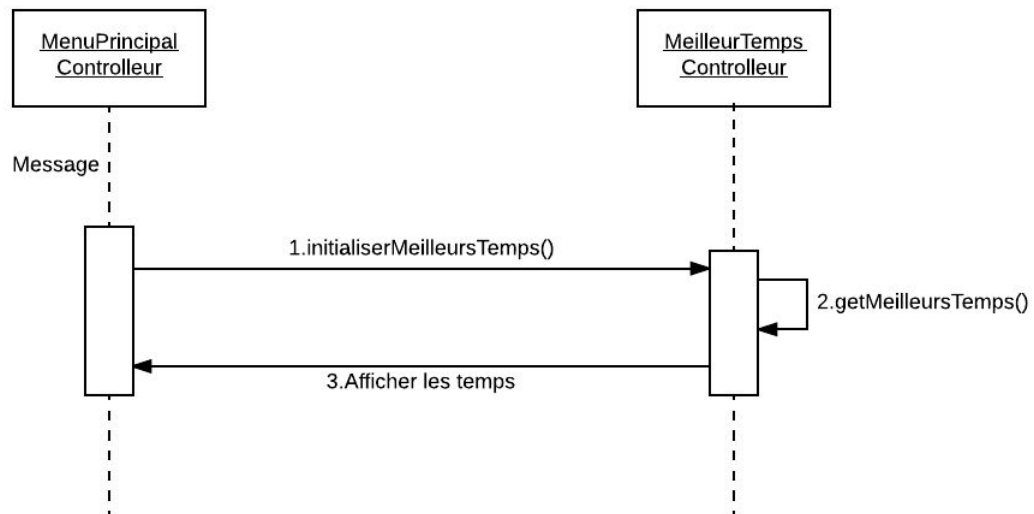 MenuPrincipal
Controlleur
MeilleurTemps
Controlleur
Message
1.initialiserMeilleursTemps()
2.getMeilleursTemps()
3.Afficher les temps